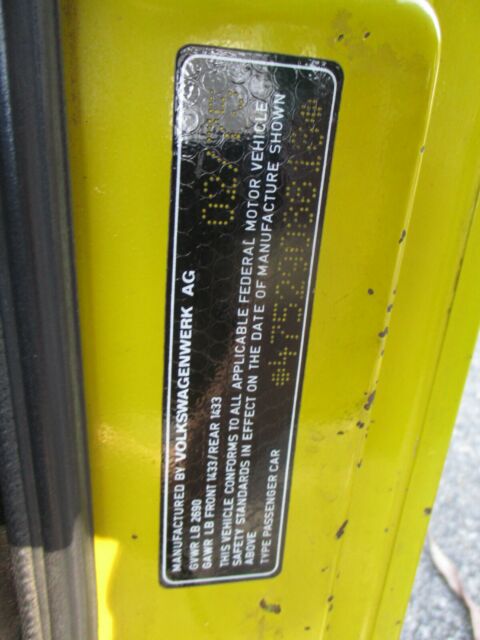 MANUFACTURED BY VOLKSWAGENWERK AG
GVWR LB 2690
GAWR LB FRONT 1433/REAR 1433
THIS VEHICLE CONFORMS TO ALL APPLICABLE FEDERAL MOTOR VEHICLE
SAFETY STANDARDS IN EFFECT ON THE DATE OF MANUFACTURE SHOWN
ABOVE
TYPE PASSENGER CAR